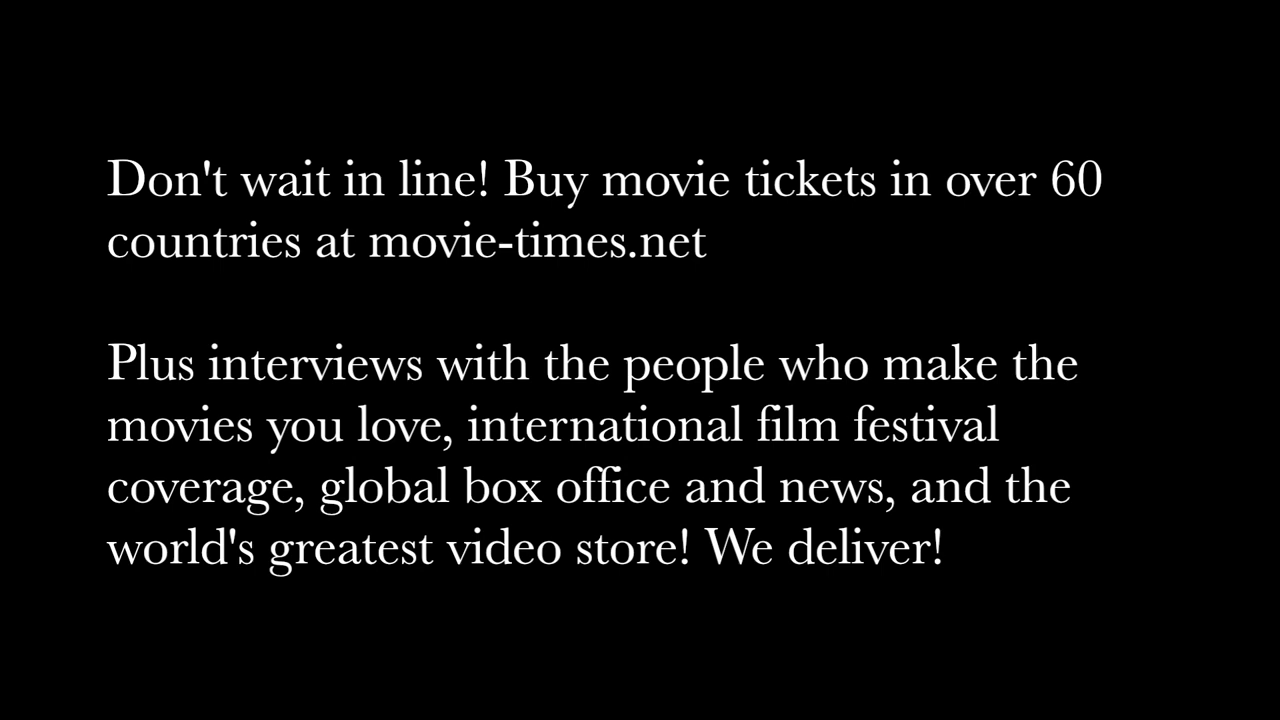 Don't wait in line! Buy movie tickets in over 60
countries at movie-times.net
Plus interviews with the people who make the
movies you love, international film festival
coverage, global box office and news, and the
world's greatest video store! We deliver!